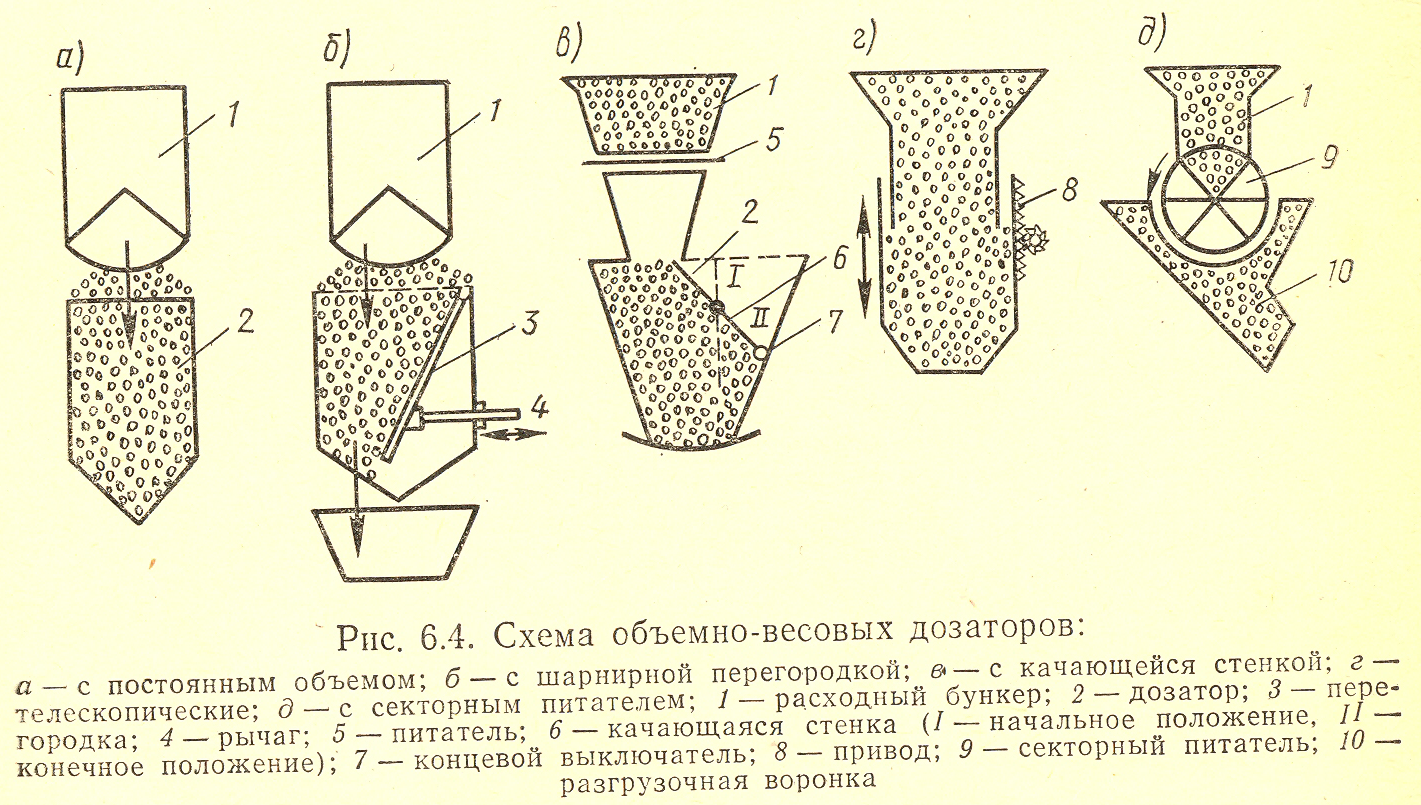 а) б) в) г) д)
1 1 1 1
5 9
8
2 6
I
II
7 10
2 3
4
Рис. 6.4. Схема объемно-весовых дозаторов:
а — с постоянным объемом; б — с шарнирной перегородкой; в — с качающейся стенкой; г —
телескопические; д — с секторным питателем; 1 — расходный бункер; 2 — дозатор; 3 — пере-
городка; 4 — рычаг; 5 — питатель; 6 — качающаяся стенка (I — начальное положение, II —
конечное положение); 7 — концевой выключатель; 8 — привод; 9 — секторный питатель; 10 —
разгрузочная воронка